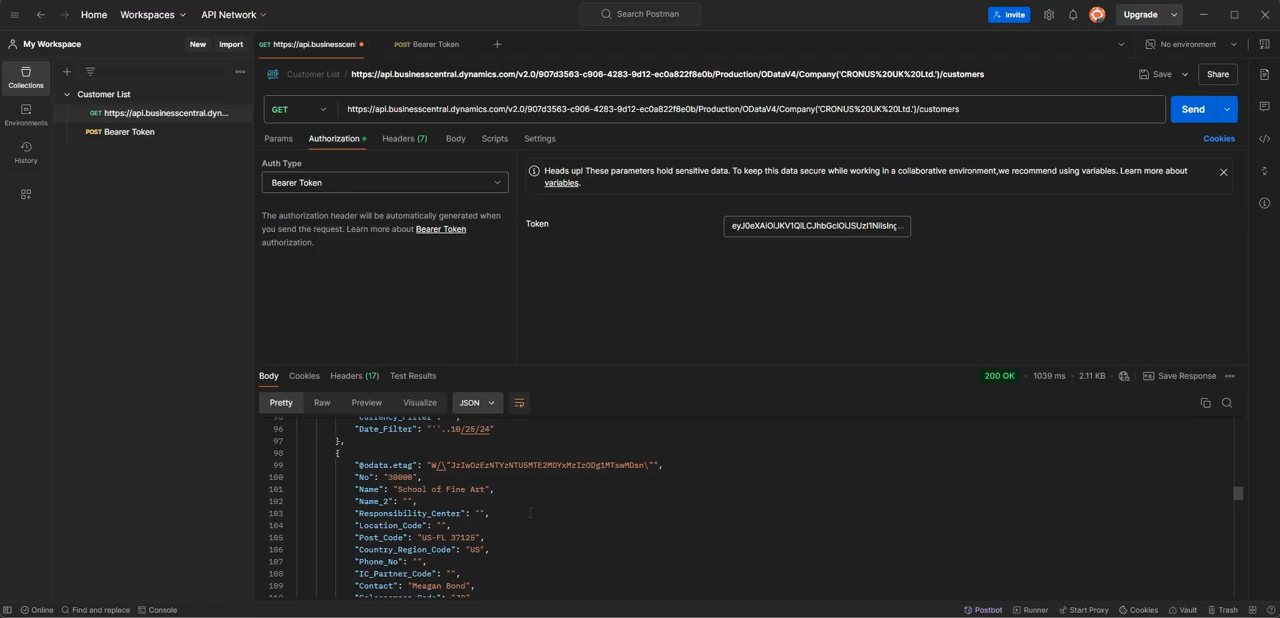 Home Workspaces API Network Search Postman Invite Upgrade
My Workspace New Import GET https://api.businesscen POST Bearer Token No environment
Collections
Environments
History
Customer List
GET https://api.businesscentral.dyn...
POST Bearer Token
Customer List / https://api.businesscentral.dynamics.com/v2.0/907d3563-c906-4283-9d12-ec0a822f8e0b/Production/ODataV4/Company('CRONUS%20UK%20Ltd.')/customers Save Share
GET https://api.businesscentral.dynamics.com/v2.0/907d3563-c906-4283-9d12-ec0a822f8e0b/Production/ODataV4/Company('CRONUS%20UK%20Ltd.')/customers Send
Params Authorization Headers (7) Body Scripts Settings Cookies
Auth Type
Bearer Token
The authorization header will be automatically generated when
you send the request. Learn more about Bearer Token
authorization.
Heads up! These parameters hold sensitive data. To keep this data secure while working in a collaborative environment,we recommend using variables. Learn more about
variables.
Token
Body Cookies Headers (17) Test Results 200 OK 1039 ms 2.11 KB Save Response
Pretty Raw Preview Visualize JSON
96 "Date_Filter": "''..10/25/24"
97 },
98 {
99 "@odata.etag":
100 "No": "30000",
101 "Name": "School of Fine Art",
102 "Name_2": "",
103 "Responsibility_Center": "",
104 "Location_Code": "",
105 "Post_Code": "US-FL 37125",
106 "Country_Region_Code": "US",
107 "Phone_No": "",
108 "IC_Partner_Code": "",
109 "Contact": "Meagan Bond",
Online Find and replace Console Postbot Runner Start Proxy Cookies Vault Trash